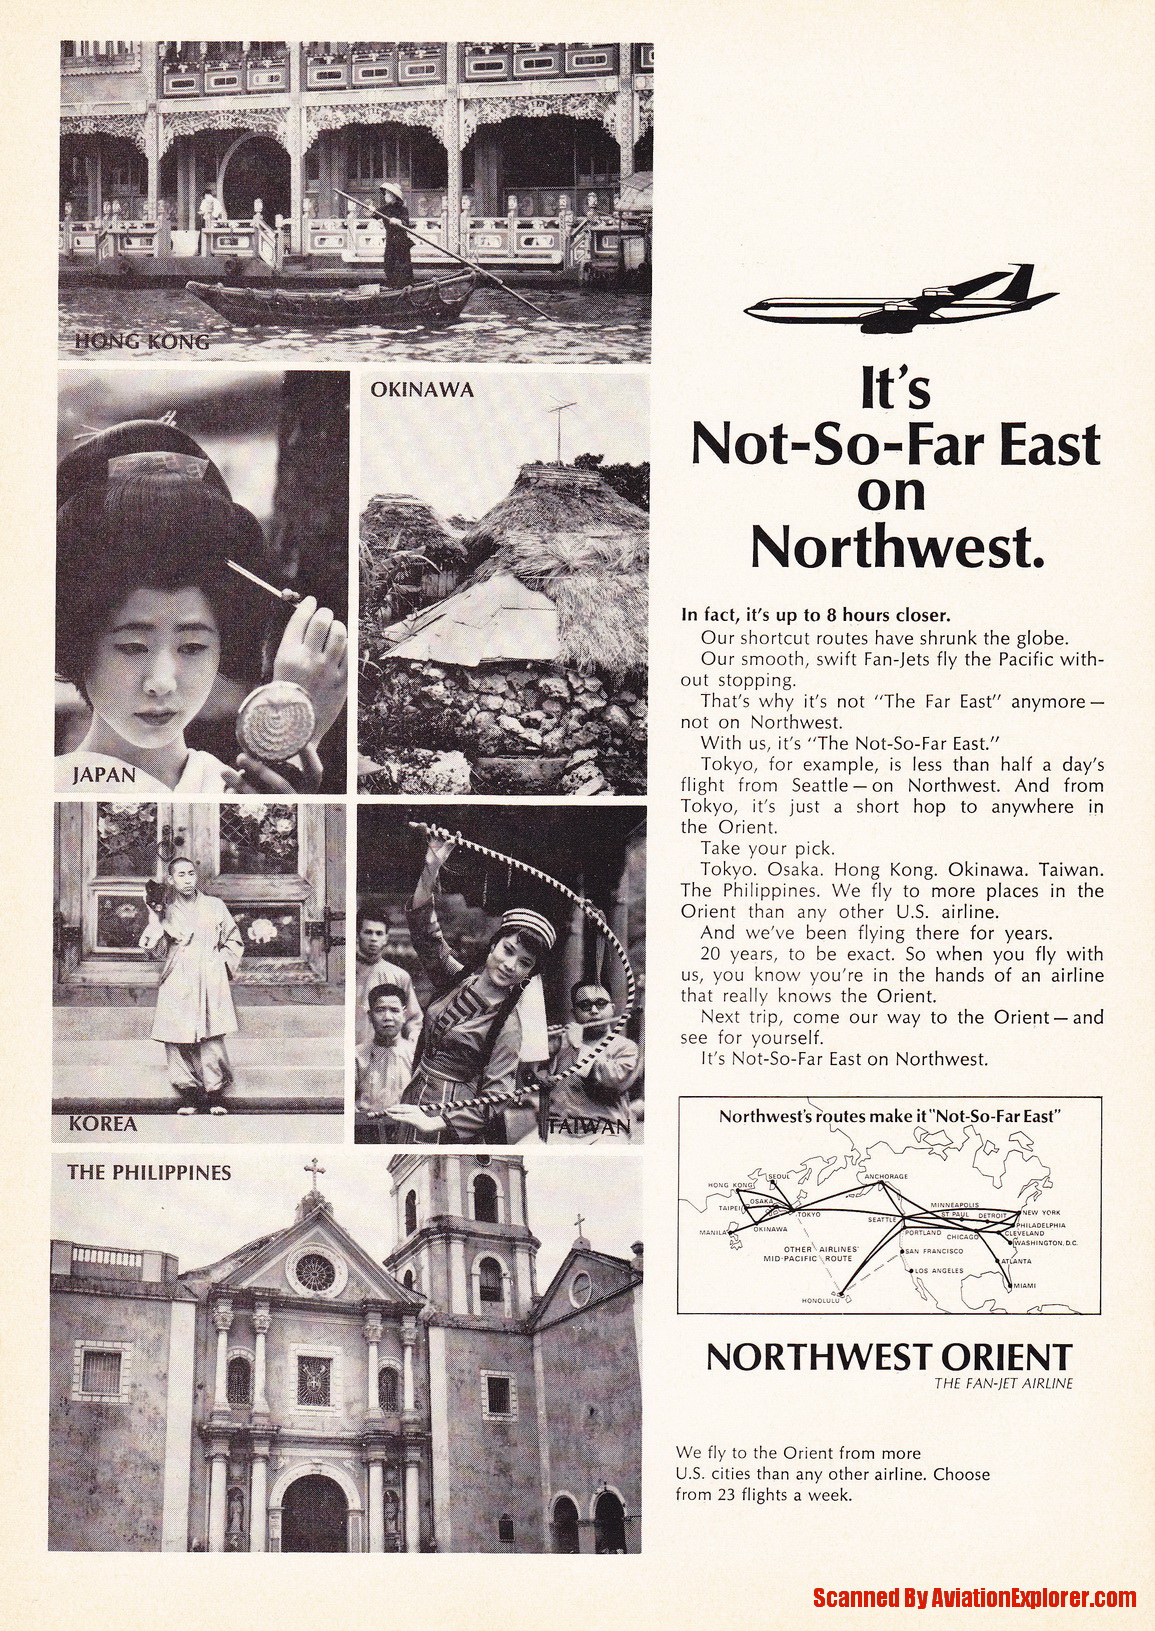 HONG KONG
OKINAWA
JAPAN
KOREA
TAIWAN
THE PHILIPPINES
It's
Not-So-Far East
on
Northwest.
In fact, it's up to 8 hours closer.
Our shortcut routes have shrunk the globe.
Our smooth, swift Fan-Jets fly the Pacific with-
out stopping.
That's why it's not "The Far East" anymore—
not on Northwest.
With us, it's "The Not-So-Far East."
Tokyo, for example, is less than half a day's
flight from Seattle—on Northwest. And from
Tokyo, it's just a short hop to anywhere in
the Orient.
Take your pick.
Tokyo. Osaka. Hong Kong. Okinawa. Taiwan.
The Philippines. We fly to more places in the
Orient than any other U.S. airline.
And we've been flying there for years.
20 years, to be exact. So when you fly with
us, you know you're in the hands of an airline
that really knows the Orient.
Next trip, come our way to the Orient—and
see for yourself.
It's Not-So-Far East on Northwest.
Northwest's routes make it "Not-So-Far East"
SEOUL
ANCHORAGE
HONG KONG
OSAKA
TAIPEI
TOKYO
MANILA
OKINAWA
SEATTLE
MINNEAPOLIS
ST PAUL
DETROIT
NEW YORK
PHILADELPHIA
PORTLAND
CHICAGO
CLEVELAND
WASHINGTON, D.C.
OTHER AIRLINES'
MID-PACIFIC ROUTE
SAN FRANCISCO
ATLANTA
LOS ANGELES
MIAMI
HONOLULU
NORTHWEST ORIENT
THE FAN-JET AIRLINE
We fly to the Orient from more
U.S. cities than any other airline. Choose
from 23 flights a week.
Scanned By AviationExplorer.com